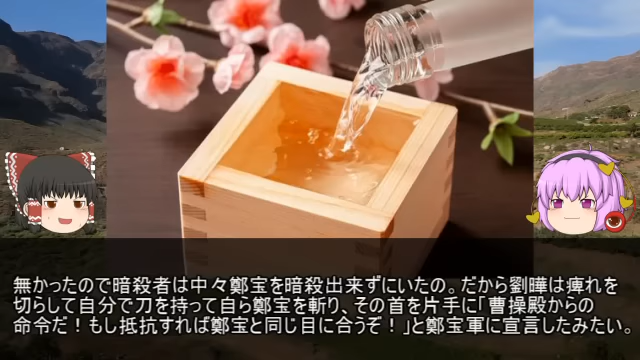 無かったので暗殺者は中々鄭宝を暗殺出来ずにいたの。だから劉曄は痺れを
切らして自分で刀を持って自ら鄭宝を斬り、その首を片手に「曹操殿からの
命令だ！もし抵抗すれば鄭宝と同じ目に合うぞ！」と鄭宝軍に宣言したみたい。